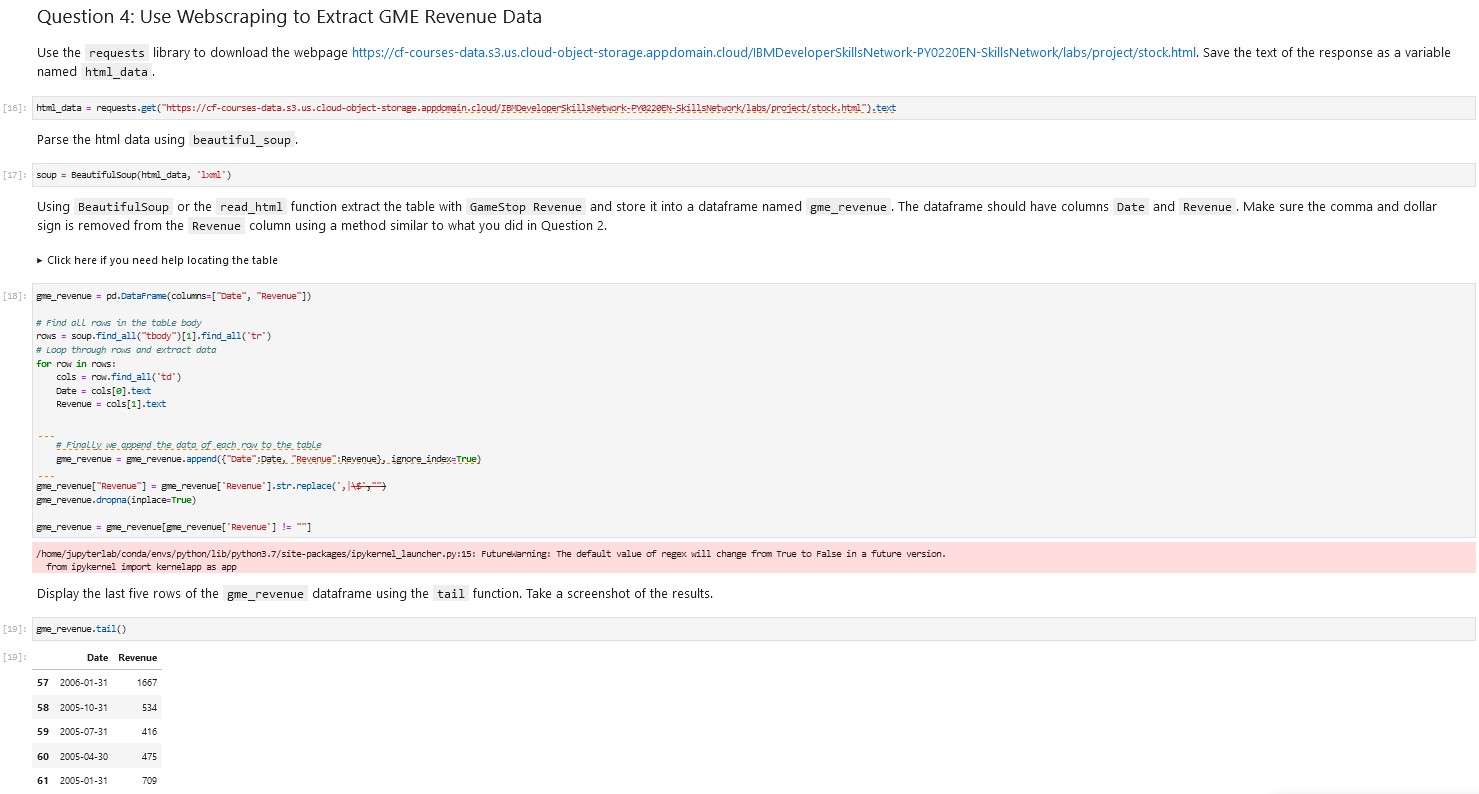 Question 4: Use Webscraping to Extract GME Revenue Data
Use the requests library to download the webpage https://cf-courses-data.s3.us.cloud-object-storage.appdomain.cloud/IBMDeveloperSkillsNetwork-PY0220EN-SkillsNetwork/labs/project/stock.html. Save the text of the response as a variable
named html_data.
[16]: html_data = requests.get("https://cf-courses-data.s3.us.cloud-object-storage.appdomain.cloud/IBMDeveloperSkillsNetwork-PY0220EN-SkillsNetwork/labs/project/stock.html").text
Parse the html data using beautiful_soup.
[17]: soup = BeautifulSoup(html_data, 'lxml')
Using BeautifulSoup or the read_html function extract the table with GameStop Revenue and store it into a dataframe named gme_revenue. The dataframe should have columns Date and Revenue. Make sure the comma and dollar
sign is removed from the Revenue column using a method similar to what you did in Question 2.
▸ Click here if you need help locating the table
[18]: gme_revenue = pd.DataFrame(columns=["Date", "Revenue"])
# Find all rows in the table body
rows = soup.find_all("tbody")[1].find_all('tr')
# Loop through rows and extract data
for row in rows:
    cols = row.find_all('td')
    Date = cols[0].text
    Revenue = cols[1].text
    # Finally we append the data of each row to the table
    gme_revenue = gme_revenue.append({"Date":Date, "Revenue":Revenue}, ignore_index=True)
gme_revenue["Revenue"] = gme_revenue['Revenue'].str.replace(',|\$',"")
gme_revenue.dropna(inplace=True)
gme_revenue = gme_revenue[gme_revenue['Revenue'] != ""]
/home/jupyterlab/conda/envs/python/lib/python3.7/site-packages/ipykernel_launcher.py:15: FutureWarning: The default value of regex will change from True to False in a future version.
  from ipykernel import kernelapp as app
Display the last five rows of the gme_revenue dataframe using the tail function. Take a screenshot of the results.
[19]: gme_revenue.tail()
[19]: Date Revenue
57 2006-01-31 1667
58 2005-10-31 534
59 2005-07-31 416
60 2005-04-30 475
61 2005-01-31 709